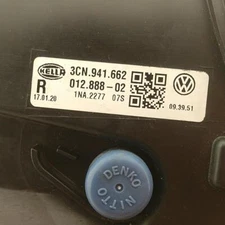 HELLA
3CN.941.662
R
012.888-02
17.01.20
1NA.2277 07S
09.39.51
DENKO
NITTO